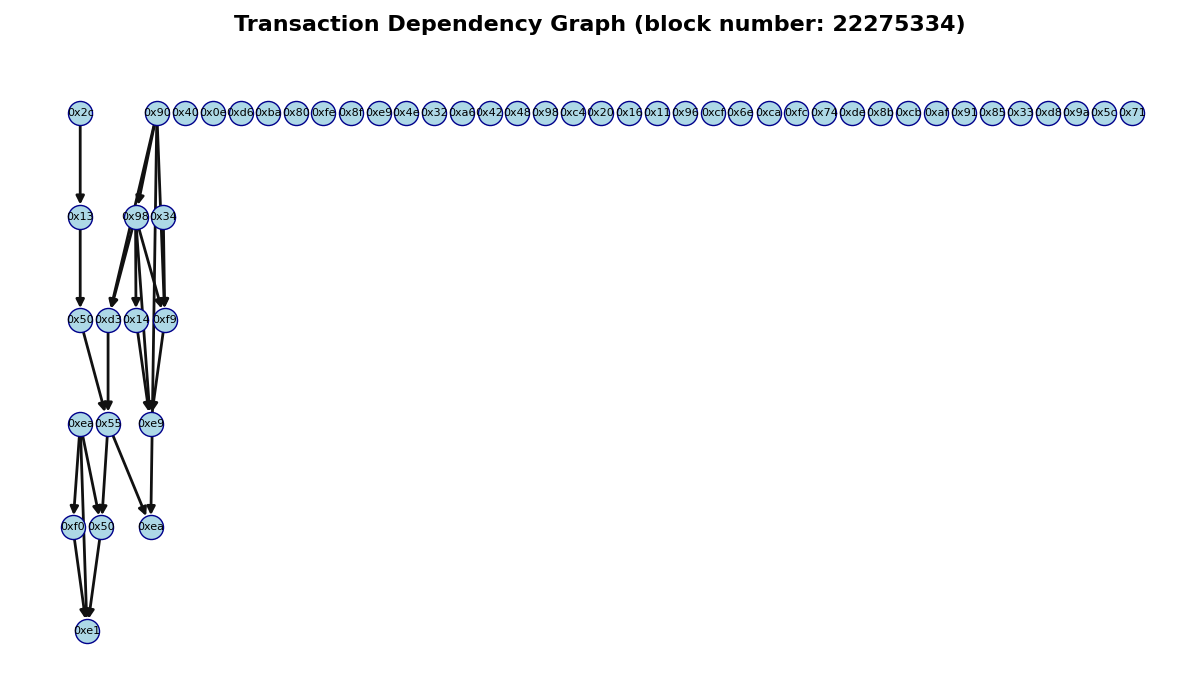 Transaction Dependency Graph (block number: 22275334)
0x2c 0x90 0x40 0x0e 0xd6 0xba 0x80 0xfe 0x8f 0xe9 0x4e 0x32 0xa6 0x42 0x48 0x98 0xc4 0x20 0x16 0x11 0x96 0xcf 0x6e 0xca 0xfc 0x74 0xde 0x8b 0xcb 0xaf 0x91 0x85 0x33 0xd8 0x9a 0x5c 0x71
0x13 0x98 0x34
0x50 0xd3 0x14 0xf9
0xea 0x55 0xe9
0xf0 0x50 0xea
0xe1